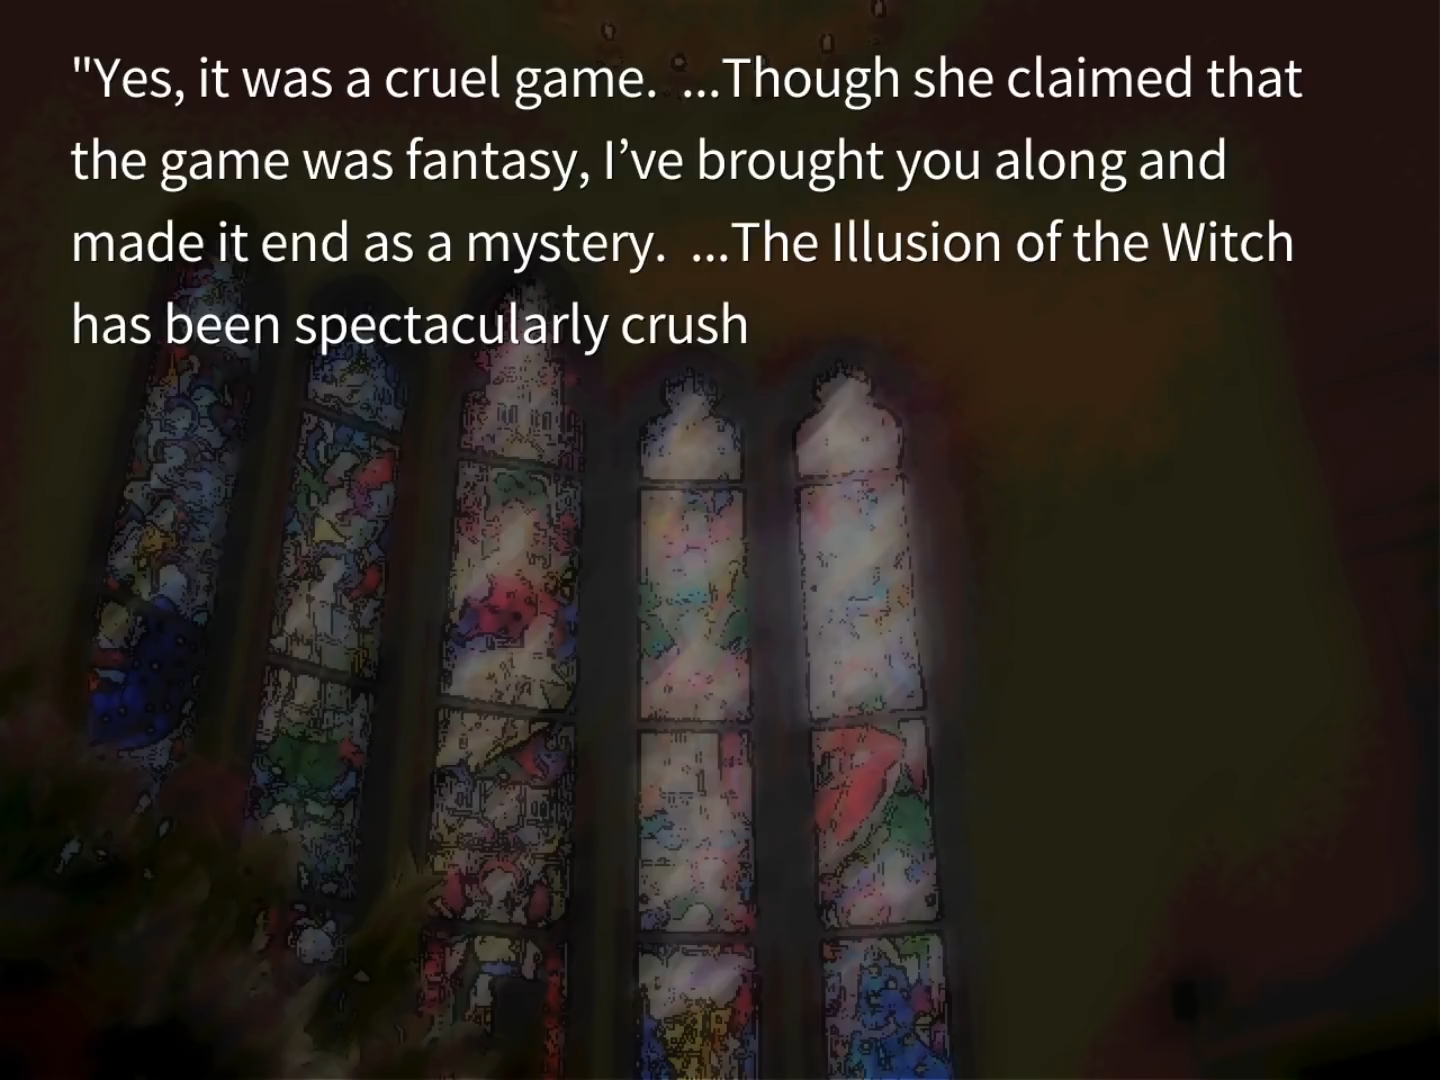 "Yes, it was a cruel game.  ...Though she claimed that
the game was fantasy, I’ve brought you along and
made it end as a mystery.  ...The Illusion of the Witch
has been spectacularly crush